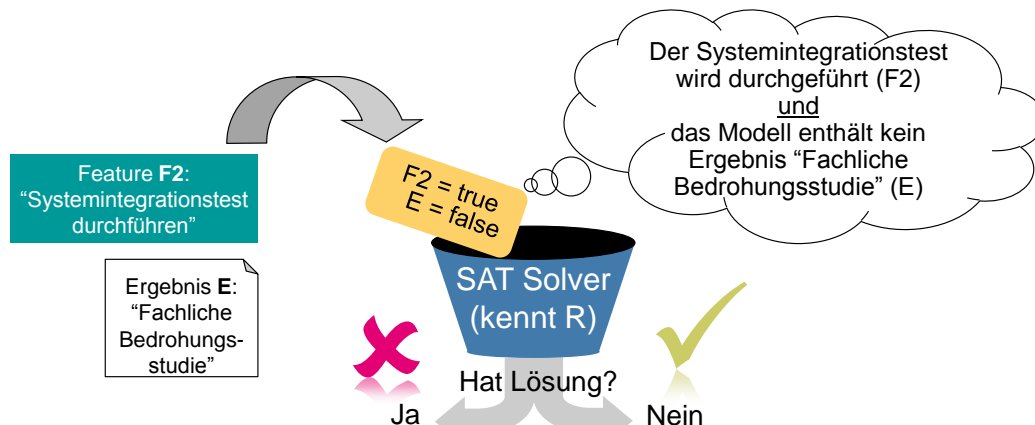 Der Systemintegrationstest
wird durchgeführt (F2)
und
das Modell enthält kein
Ergebnis “Fachliche
Bedrohungsstudie” (E)
Feature F2:
“Systemintegrationstest
durchführen”
F2 = true
E = false
Ergebnis E:
“Fachliche
Bedrohungs-
studie”
SAT Solver
(kennt R)
Hat Lösung?
Ja
Nein